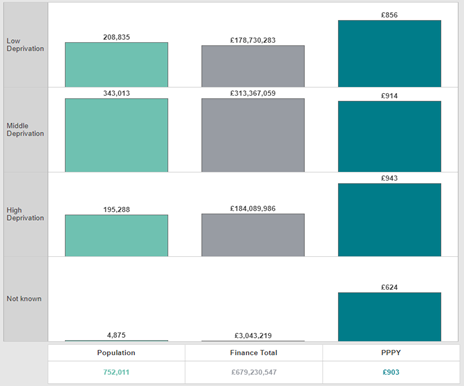 208,835 £178,730,283 £856
Low
Deprivation
343,013 £313,367,059 £914
Middle
Deprivation
195,288 £184,089,986 £943
High
Deprivation
4,875 £3,043,219 £624
Not known
Population Finance Total PPPY
752,011 £679,230,547 £903